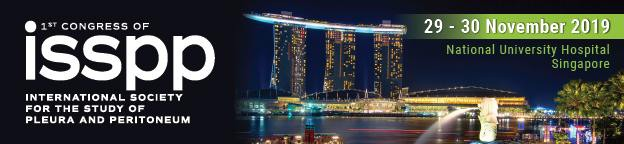 1ST CONGRESS OF
isspp
INTERNATIONAL SOCIETY
FOR THE STUDY OF
PLEURA AND PERITONEUM
29 - 30 November 2019
National University Hospital
Singapore